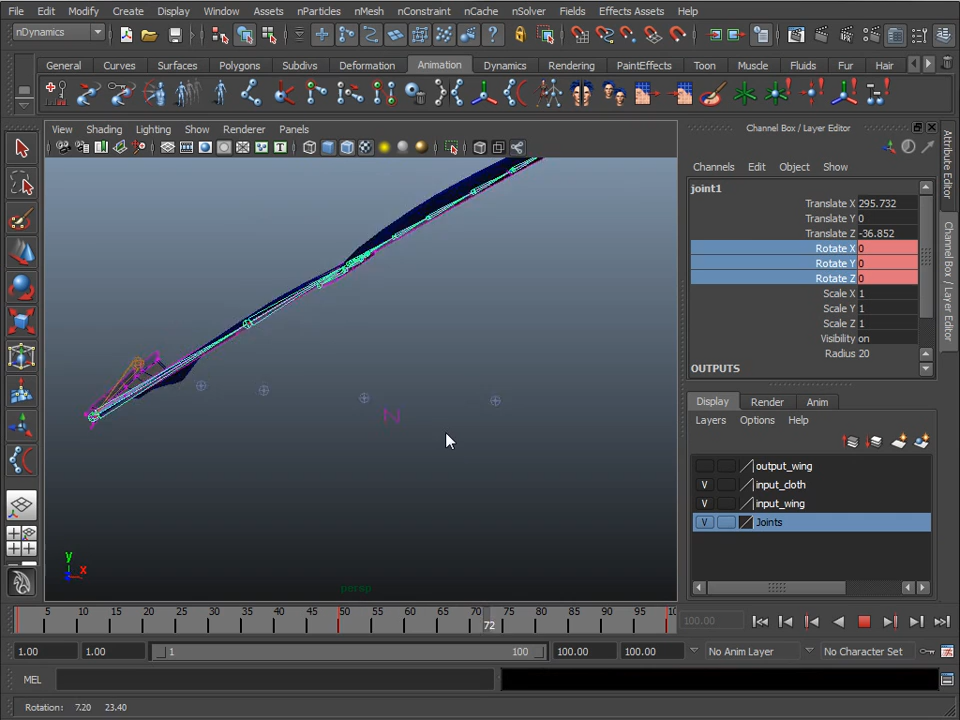 File Edit Modify Create Display Window Assets nParticles nMesh nConstraint nCache nSolver Fields Effects Assets Help
nDynamics
General Curves Surfaces Polygons Subdivs Deformation Animation Dynamics Rendering PaintEffects Toon Muscle Fluids Fur Hair
View Shading Lighting Show Renderer Panels
Channel Box / Layer Editor
Channels Edit Object Show
joint1
Translate X 295.732
Translate Y 0
Translate Z -36.852
Rotate X 0
Rotate Y 0
Rotate Z 0
Scale X 1
Scale Y 1
Scale Z 1
Visibility on
Radius 20
OUTPUTS
Attribute Editor
Channel Box / Layer Editor
Display Render Anim
Layers Options Help
output_wing
V input_cloth
V input_wing
V Joints
N
y
x
persp
5 10 15 20 25 30 35 40 45 50 55 60 65 70 75 80 85 90 95 10
72
100.00
1.00 1.00 1 100 100.00 100.00 No Anim Layer No Character Set
MEL
Rotation: 7.20 23.40